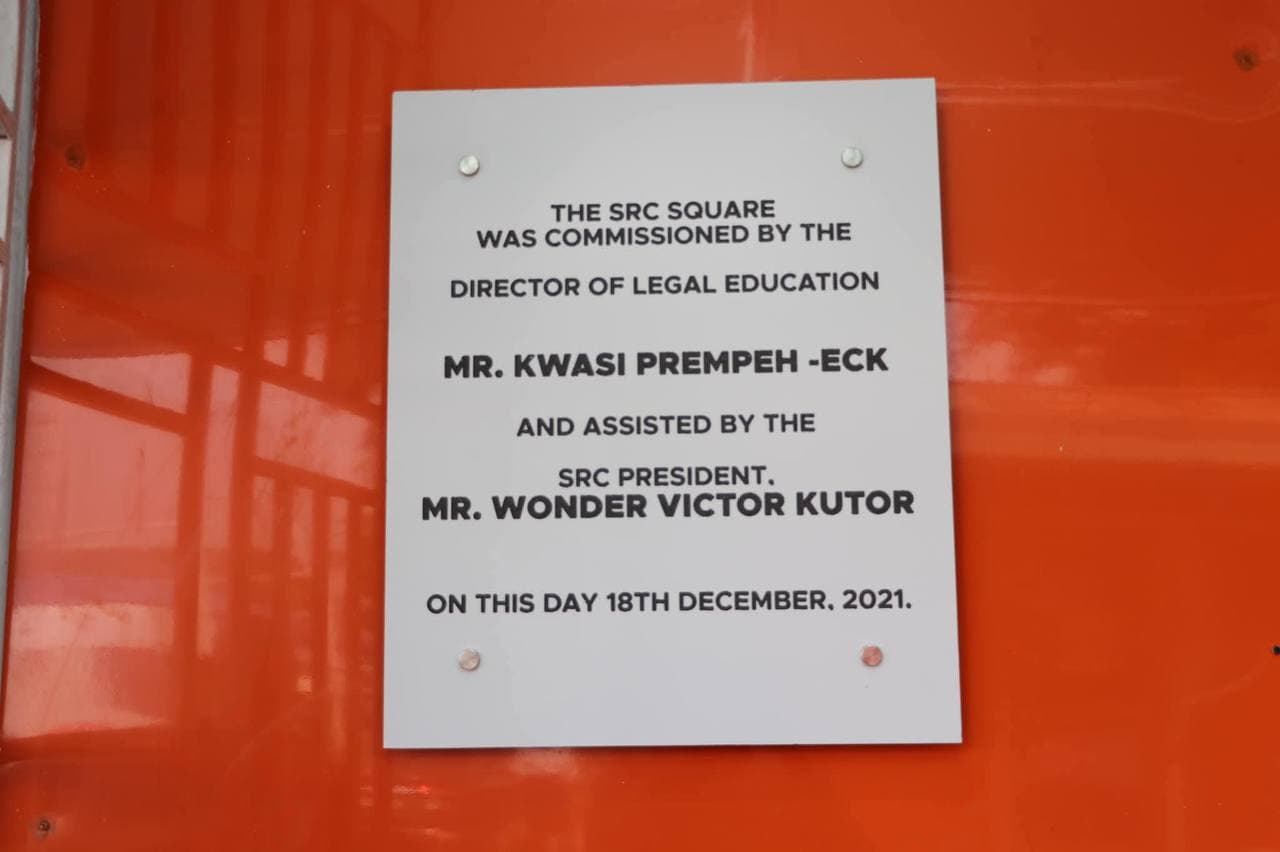 THE SRC SQUARE
WAS COMMISSIONED BY THE
DIRECTOR OF LEGAL EDUCATION
MR. KWASI PREMPEH -ECK
AND ASSISTED BY THE
SRC PRESIDENT.
MR. WONDER VICTOR KUTOR
ON THIS DAY 18TH DECEMBER. 2021.